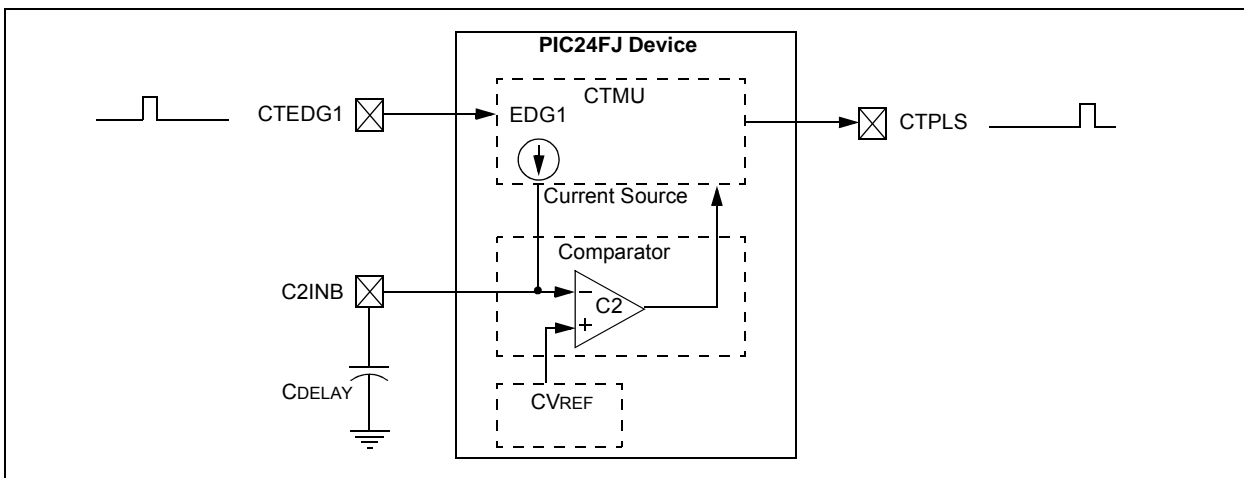 PIC24FJ Device
CTMU
CTEDG1
EDG1
CTPLS
Current Source
Comparator
C2INB
−
C2
+
CDELAY
CVREF